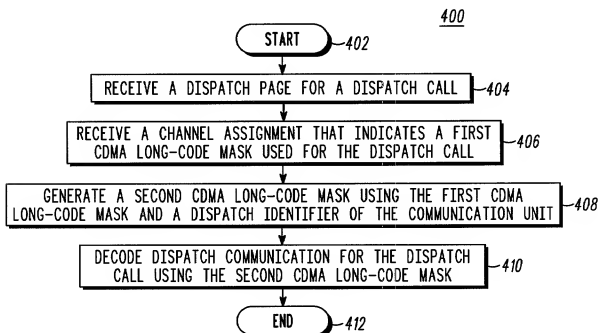 400
START
402
RECEIVE A DISPATCH PAGE FOR A DISPATCH CALL
404
RECEIVE A CHANNEL ASSIGNMENT THAT INDICATES A FIRST
CDMA LONG-CODE MASK USED FOR THE DISPATCH CALL
406
GENERATE A SECOND CDMA LONG-CODE MASK USING THE FIRST CDMA
LONG-CODE MASK AND A DISPATCH IDENTIFIER OF THE COMMUNICATION UNIT
408
DECODE DISPATCH COMMUNICATION FOR THE DISPATCH
CALL USING THE SECOND CDMA LONG-CODE MASK
410
END
412